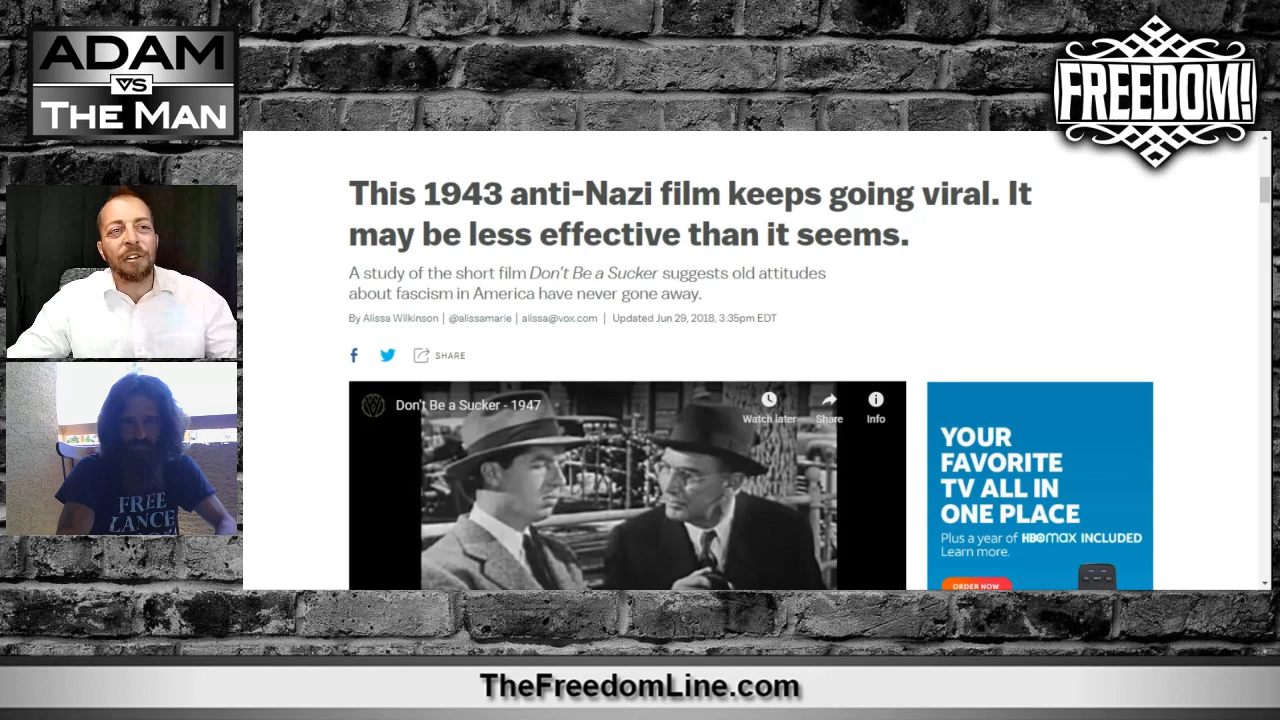 ADAM
VS
THE MAN
FREEDOM!
This 1943 anti-Nazi film keeps going viral. It
may be less effective than it seems.
A study of the short film Don't Be a Sucker suggests old attitudes
about fascism in America have never gone away.
By Alissa Wilkinson | @alissamarie | alissa@vox.com | Updated Jun 29, 2018, 3:35pm EDT
SHARE
Don't Be a Sucker - 1947
Watch later
Share
Info
YOUR
FAVORITE
TV ALL IN
ONE PLACE
Plus a year of HBOmax INCLUDED
Learn more.
ORDER NOW
FREE
LANCE
TheFreedomLine.com